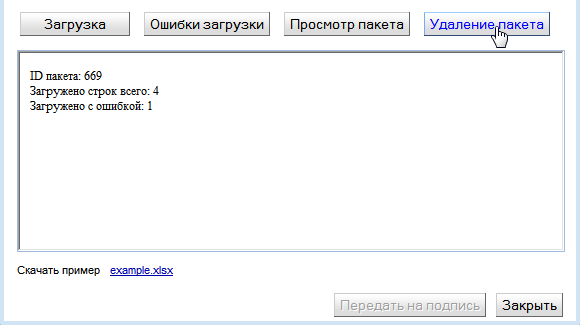 Загрузка Ошибки загрузки Просмотр пакета Удаление пакета
ID пакета: 669
Загружено строк всего: 4
Загружено с ошибкой: 1
Скачать пример example.xlsx
Передать на подпись Закрыть